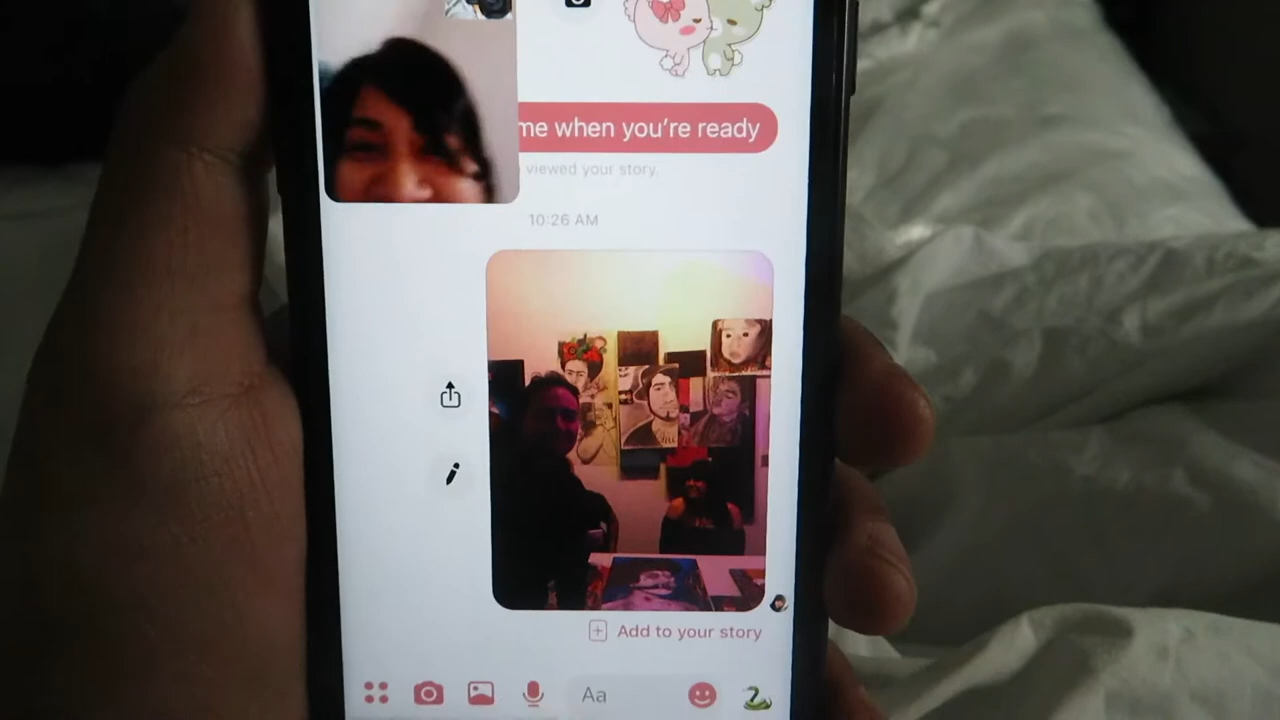 me when you're ready
viewed your story.
10:26 AM
Add to your story
Aa